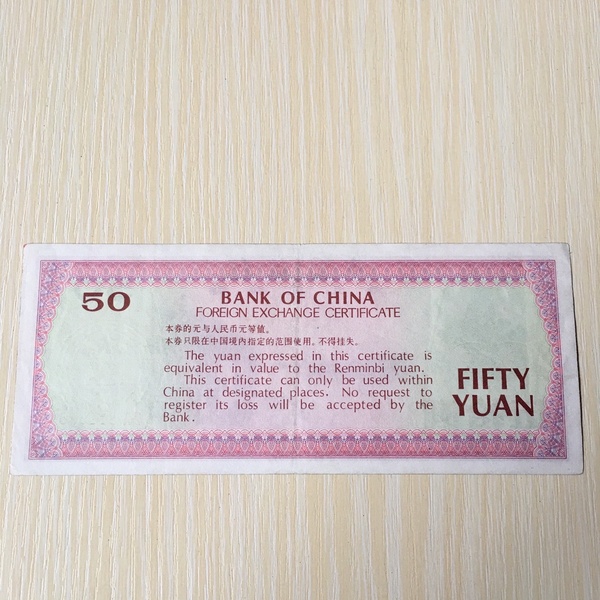 50
BANK OF CHINA
FOREIGN EXCHANGE CERTIFICATE
本券的元与人民币元等值。
本券只限在中国境内指定的范围使用，不得挂失。
The yuan expressed in this certificate is
equivalent in value to the Renminbi yuan.
This certificate can only be used within
China at designated places. No request to
register its loss will be accepted by the
Bank.
FIFTY
YUAN